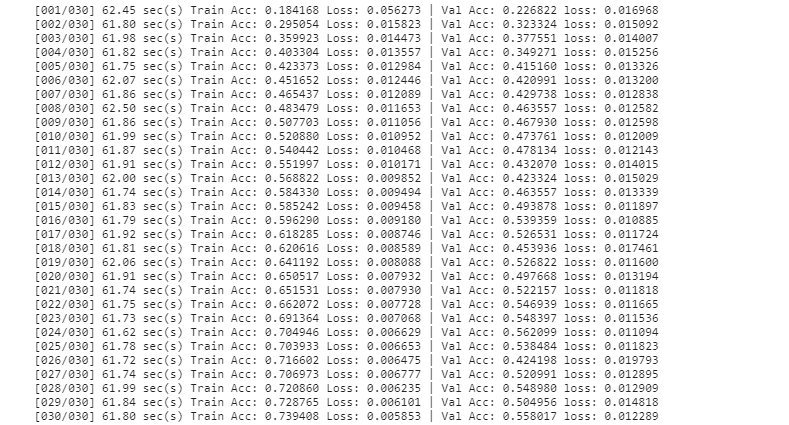 [001/030] 62.45 sec(s) Train Acc: 0.184168 Loss: 0.056273 | Val Acc: 0.226822 loss: 0.016968
[002/030] 61.80 sec(s) Train Acc: 0.295054 Loss: 0.015823 | Val Acc: 0.323324 loss: 0.015092
[003/030] 61.98 sec(s) Train Acc: 0.359923 Loss: 0.014473 | Val Acc: 0.377551 loss: 0.014007
[004/030] 61.82 sec(s) Train Acc: 0.403304 Loss: 0.013557 | Val Acc: 0.349271 loss: 0.015256
[005/030] 61.75 sec(s) Train Acc: 0.423373 Loss: 0.012984 | Val Acc: 0.415160 loss: 0.013326
[006/030] 62.07 sec(s) Train Acc: 0.451652 Loss: 0.012446 | Val Acc: 0.420991 loss: 0.013200
[007/030] 61.86 sec(s) Train Acc: 0.465437 Loss: 0.012089 | Val Acc: 0.429738 loss: 0.012838
[008/030] 62.50 sec(s) Train Acc: 0.483479 Loss: 0.011653 | Val Acc: 0.463557 loss: 0.012582
[009/030] 61.86 sec(s) Train Acc: 0.507703 Loss: 0.011056 | Val Acc: 0.467930 loss: 0.012598
[010/030] 61.99 sec(s) Train Acc: 0.520880 Loss: 0.010952 | Val Acc: 0.473761 loss: 0.012009
[011/030] 61.87 sec(s) Train Acc: 0.540442 Loss: 0.010468 | Val Acc: 0.478134 loss: 0.012143
[012/030] 61.91 sec(s) Train Acc: 0.551997 Loss: 0.010171 | Val Acc: 0.432070 loss: 0.014015
[013/030] 62.00 sec(s) Train Acc: 0.568822 Loss: 0.009852 | Val Acc: 0.423324 loss: 0.015029
[014/030] 61.74 sec(s) Train Acc: 0.584330 Loss: 0.009494 | Val Acc: 0.463557 loss: 0.013339
[015/030] 61.83 sec(s) Train Acc: 0.585242 Loss: 0.009458 | Val Acc: 0.493878 loss: 0.011897
[016/030] 61.79 sec(s) Train Acc: 0.596290 Loss: 0.009180 | Val Acc: 0.539359 loss: 0.010885
[017/030] 61.92 sec(s) Train Acc: 0.618285 Loss: 0.008746 | Val Acc: 0.526531 loss: 0.011724
[018/030] 61.81 sec(s) Train Acc: 0.620616 Loss: 0.008589 | Val Acc: 0.453936 loss: 0.017461
[019/030] 62.06 sec(s) Train Acc: 0.641192 Loss: 0.008088 | Val Acc: 0.526822 loss: 0.011600
[020/030] 61.91 sec(s) Train Acc: 0.650517 Loss: 0.007932 | Val Acc: 0.497668 loss: 0.013194
[021/030] 61.74 sec(s) Train Acc: 0.651531 Loss: 0.007930 | Val Acc: 0.522157 loss: 0.011818
[022/030] 61.75 sec(s) Train Acc: 0.662072 Loss: 0.007728 | Val Acc: 0.546939 loss: 0.011665
[023/030] 61.73 sec(s) Train Acc: 0.691364 Loss: 0.007068 | Val Acc: 0.548397 loss: 0.011536
[024/030] 61.62 sec(s) Train Acc: 0.704946 Loss: 0.006629 | Val Acc: 0.562099 loss: 0.011094
[025/030] 61.78 sec(s) Train Acc: 0.703933 Loss: 0.006653 | Val Acc: 0.538484 loss: 0.011823
[026/030] 61.72 sec(s) Train Acc: 0.716602 Loss: 0.006475 | Val Acc: 0.424198 loss: 0.019793
[027/030] 61.74 sec(s) Train Acc: 0.706973 Loss: 0.006777 | Val Acc: 0.520991 loss: 0.012895
[028/030] 61.99 sec(s) Train Acc: 0.720860 Loss: 0.006235 | Val Acc: 0.548980 loss: 0.012909
[029/030] 61.84 sec(s) Train Acc: 0.728765 Loss: 0.006101 | Val Acc: 0.504956 loss: 0.014818
[030/030] 61.80 sec(s) Train Acc: 0.739408 Loss: 0.005853 | Val Acc: 0.558017 loss: 0.012289